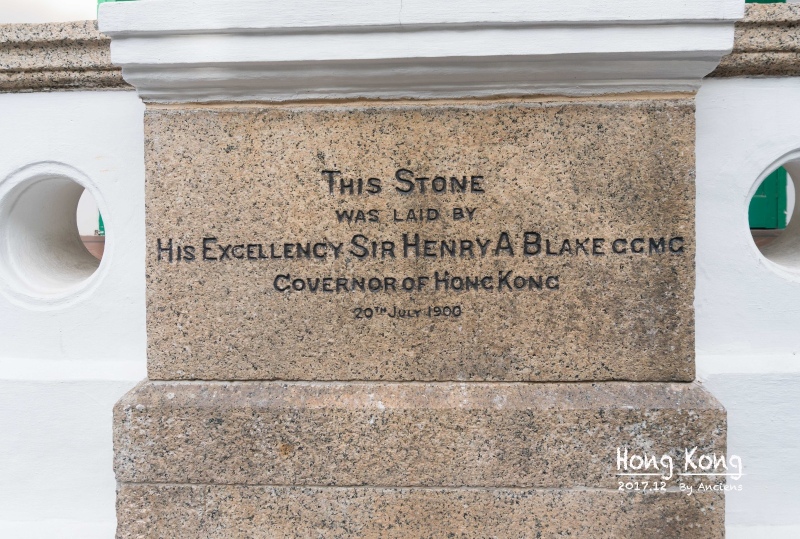 THIS STONE
WAS LAID BY
HIS EXCELLENCY SIR HENRY A BLAKE GCMG
GOVERNOR OF HONG KONG
20TH JULY 1900
Hong Kong
2017.12 By Anciens